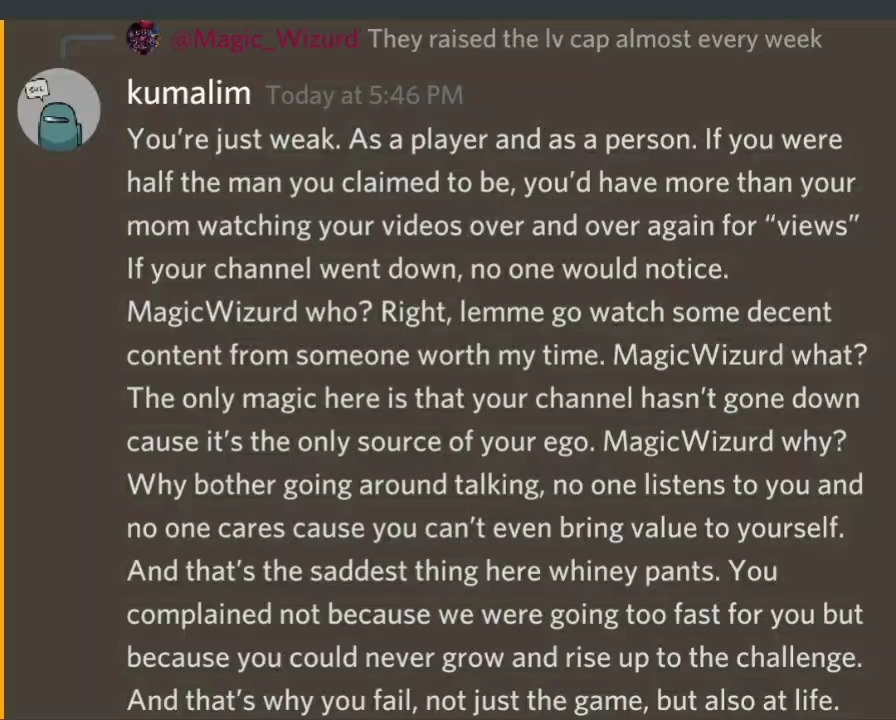 @Magic_Wizurd They raised the lv cap almost every week
kumalim Today at 5:46 PM
You're just weak. As a player and as a person. If you were
half the man you claimed to be, you'd have more than your
mom watching your videos over and over again for “views”
If your channel went down, no one would notice.
MagicWizurd who? Right, lemme go watch some decent
content from someone worth my time. MagicWizurd what?
The only magic here is that your channel hasn't gone down
cause it's the only source of your ego. MagicWizurd why?
Why bother going around talking, no one listens to you and
no one cares cause you can't even bring value to yourself.
And that's the saddest thing here whiney pants. You
complained not because we were going too fast for you but
because you could never grow and rise up to the challenge.
And that's why you fail, not just the game, but also at life.